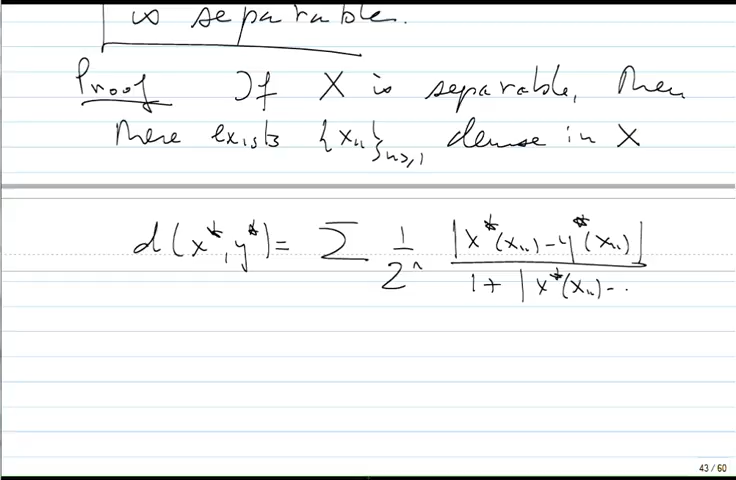 is separable.
Proof If X is separable, then
there exists {xₙ}ₙ≥₁ dense in X
d(x*, y*) = ∑ 1/2ⁿ |x*(xₙ) - y*(xₙ)| / 1 + |x*(xₙ) - ..
43 / 60